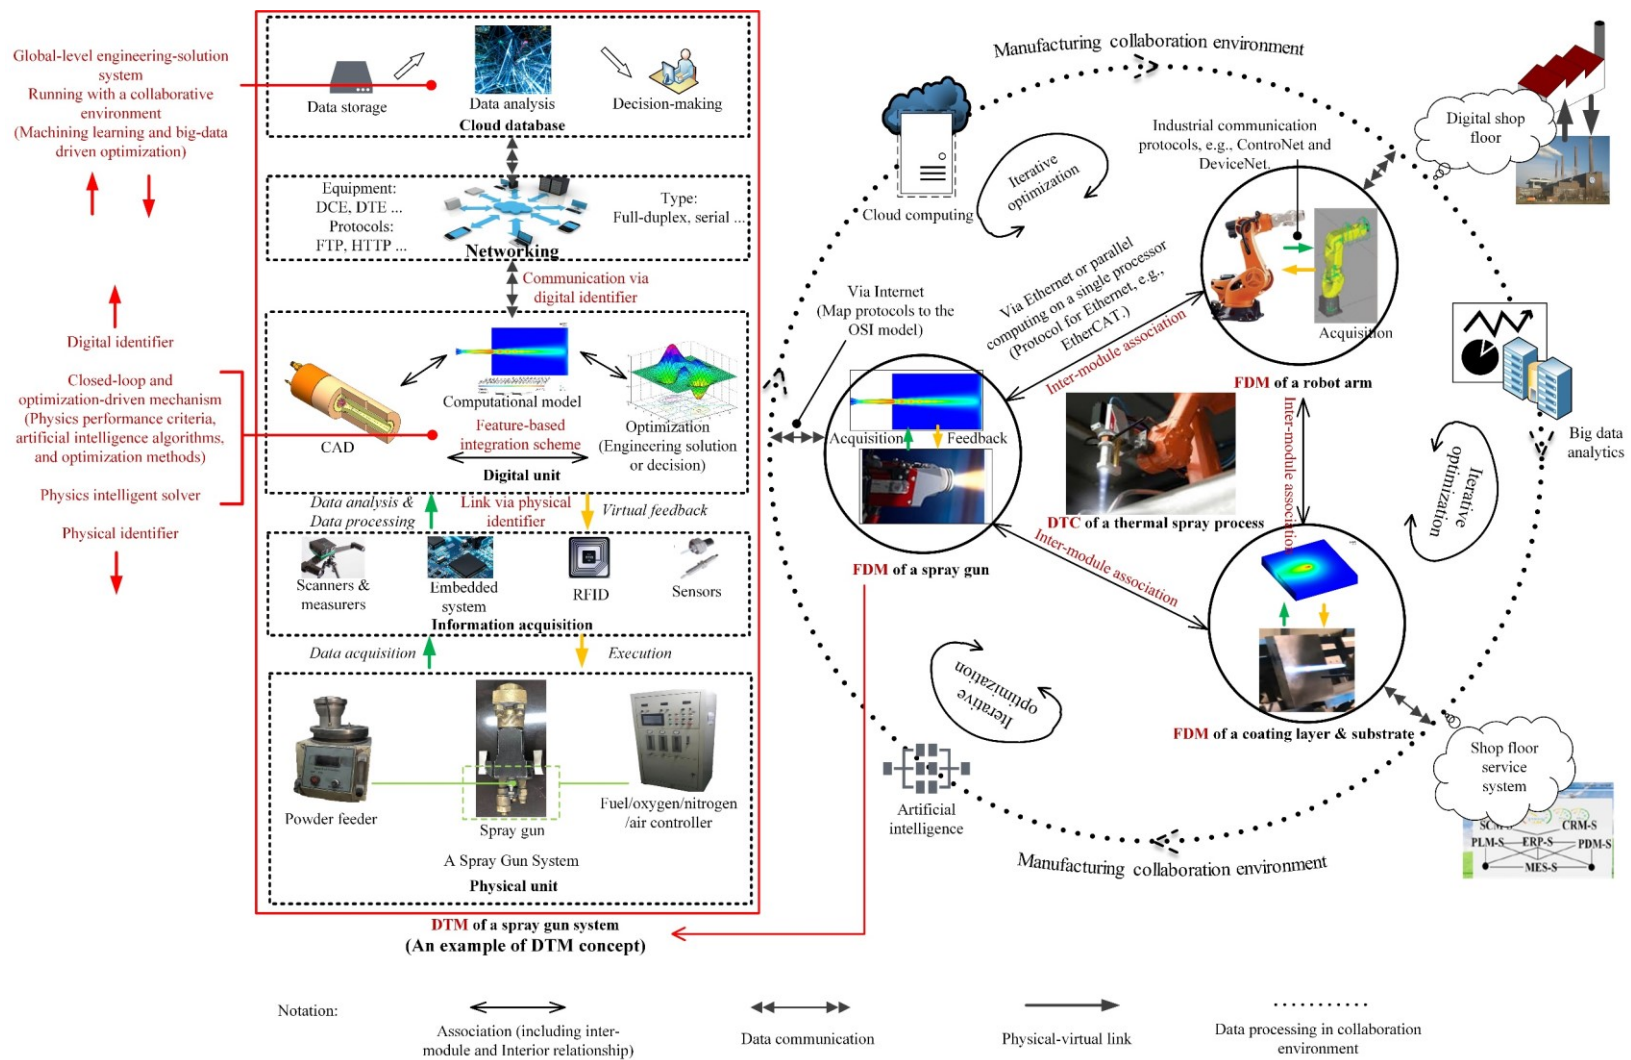 Global-level engineering-solution
system
Running with a collaborative
environment
(Machining learning and big-data
driven optimization)
Digital identifier
Closed-loop and
optimization-driven mechanism
(Physics performance criteria,
artificial intelligence algorithms,
and optimization methods)
Physics intelligent solver
Physical identifier
Data storage
Data analysis
Decision-making
Cloud database
Equipment:
DCE, DTE ...
Protocols:
FTP, HTTP ...
Type:
Full-duplex, serial ...
Networking
Communication via
digital identifier
CAD
Computational model
Feature-based
integration scheme
Optimization
(Engineering solution
or decision)
Digital unit
Data analysis &
Data processing
Link via physical
identifier
Virtual feedback
Scanners &
measurers
Embedded
system
RFID
Sensors
Information acquisition
Data acquisition
Execution
Powder feeder
Spray gun
Fuel/oxygen/nitrogen
/air controller
A Spray Gun System
Physical unit
DTM of a spray gun system
(An example of DTM concept)
Manufacturing collaboration environment
Cloud computing
Iterative
optimization
Industrial communication
protocols, e.g., ControNet and
DeviceNet.
Digital shop
floor
Via Internet
(Map protocols to the
OSI model)
Via Ethernet or parallel
computing on a single processor
(Protocol for Ethernet, e.g.,
EtherCAT.)
Inter-module association
Acquisition
FDM of a robot arm
Acquisition
Feedback
FDM of a spray gun
DTC of a thermal spray process
Inter-module association
Inter-module association
Big data
analytics
Iterative
optimization
FDM of a coating layer & substrate
Iterative
optimization
Artificial
intelligence
Shop floor
service
system
SCM-S
CRM-S
PLM-S
ERP-S
PDM-S
MES-S
Manufacturing collaboration environment
Notation:
Association (including inter-
module and Interior relationship)
Data communication
Physical-virtual link
Data processing in collaboration
environment